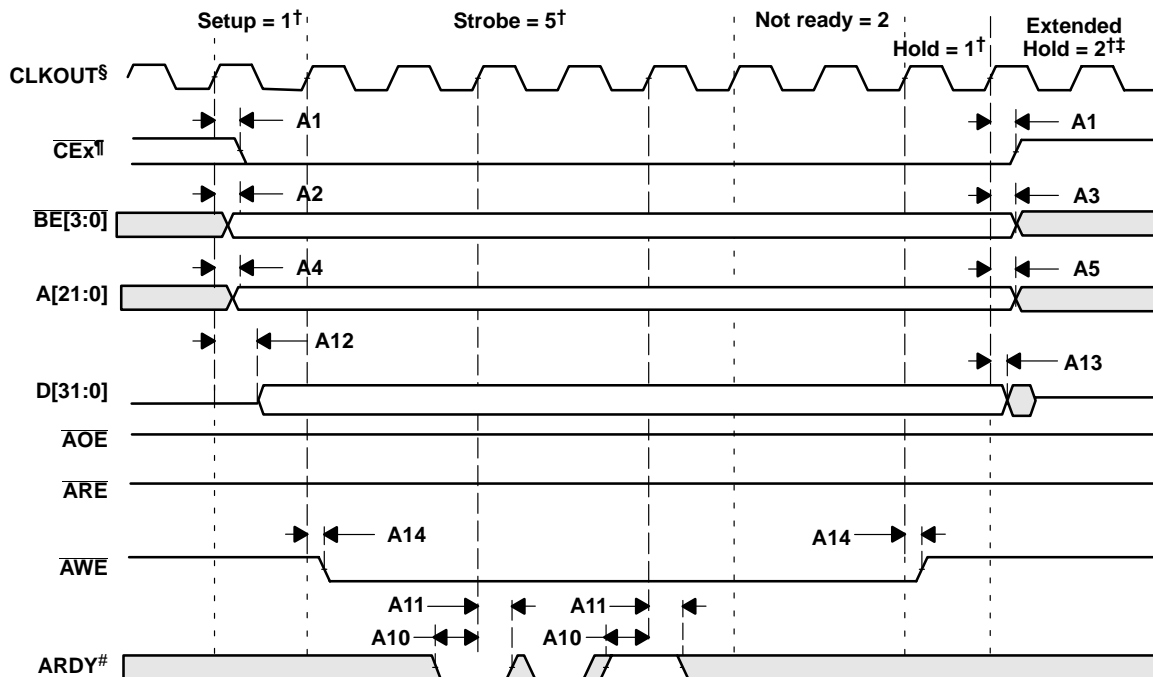 Setup = 1† Strobe = 5† Not ready = 2 Extended
Hold = 1† Hold = 2†‡
CLKOUT§
A1 A1
CEx¶
A2 A3
BE[3:0]
A4 A5
A[21:0]
A12
A13
D[31:0]
AOE
ARE
A14 A14
AWE
A11 A11
A10 A10
ARDY#